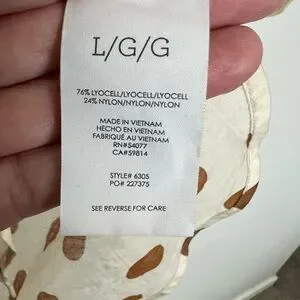 L/G/G
76% LYOCELL/LYOCELL/LYOCELL
24% NYLON/NYLON/NYLON
MADE IN VIETNAM
HECHO EN VIETNAM
FABRIQUÉ AU VIETNAM
RN#54077
CA#59814
STYLE# 6305
PO# 227375
SEE REVERSE FOR CARE